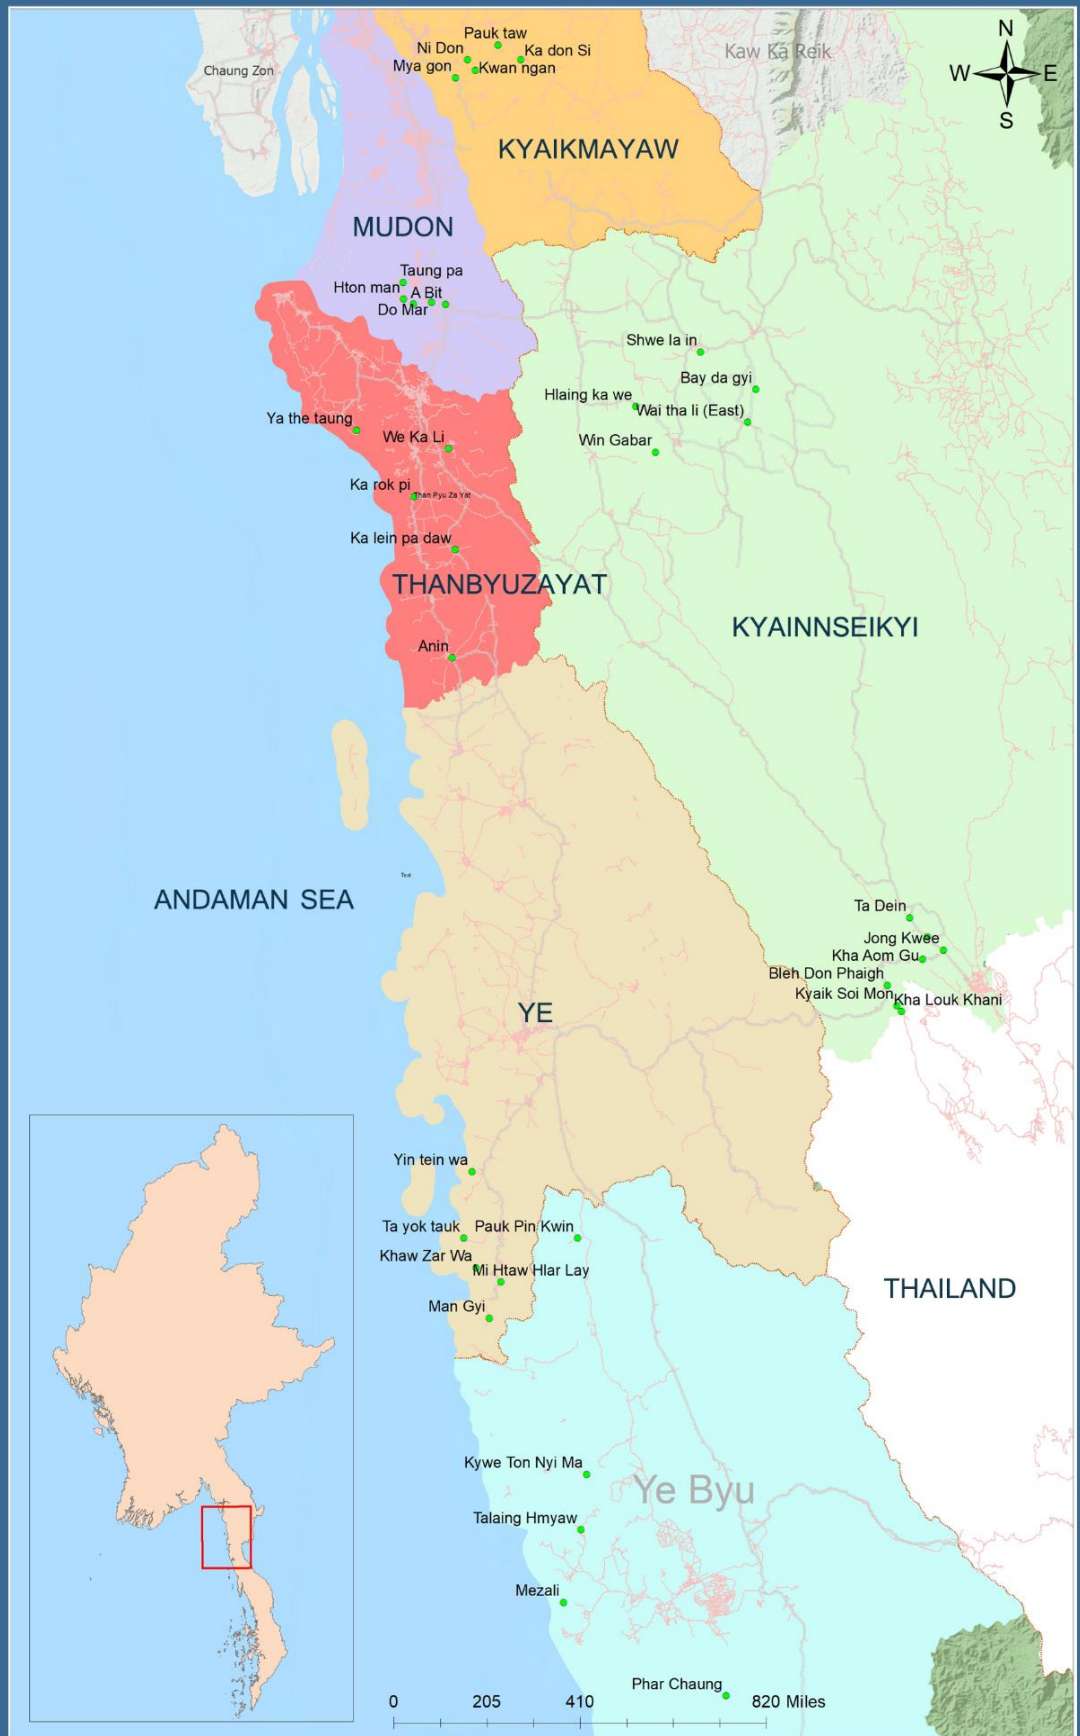 Pauk taw
Ni Don
Ka don Si
Mya gon
Kwan ngan
Kaw Ka Reik
N
W
E
S
Chaung Zon
KYAIKMAYAW
MUDON
Taung pa
Hton man
A Bit
Do Mar
Shwe la in
Bay da gyi
Hlaing ka we
Wai tha li (East)
Ya the taung
We Ka Li
Win Gabar
Ka rok pi
Than Pyu Za Yat
Ka lein pa daw
THANBYUZAYAT
KYAINNSEIKYI
Anin
Text
ANDAMAN SEA
Ta Dein
Jong Kwee
Kha Aom Gu
Bleh Don Phaigh
Kyaik Soi Mon
Kha Louk Khani
YE
Yin tein wa
Ta yok tauk
Pauk Pin Kwin
Khaw Zar Wa
Mi Htaw Hlar Lay
THAILAND
Man Gyi
Kywe Ton Nyi Ma
Ye Byu
Talaing Hmyaw
Mezali
Phar Chaung
0 205 410 820 Miles